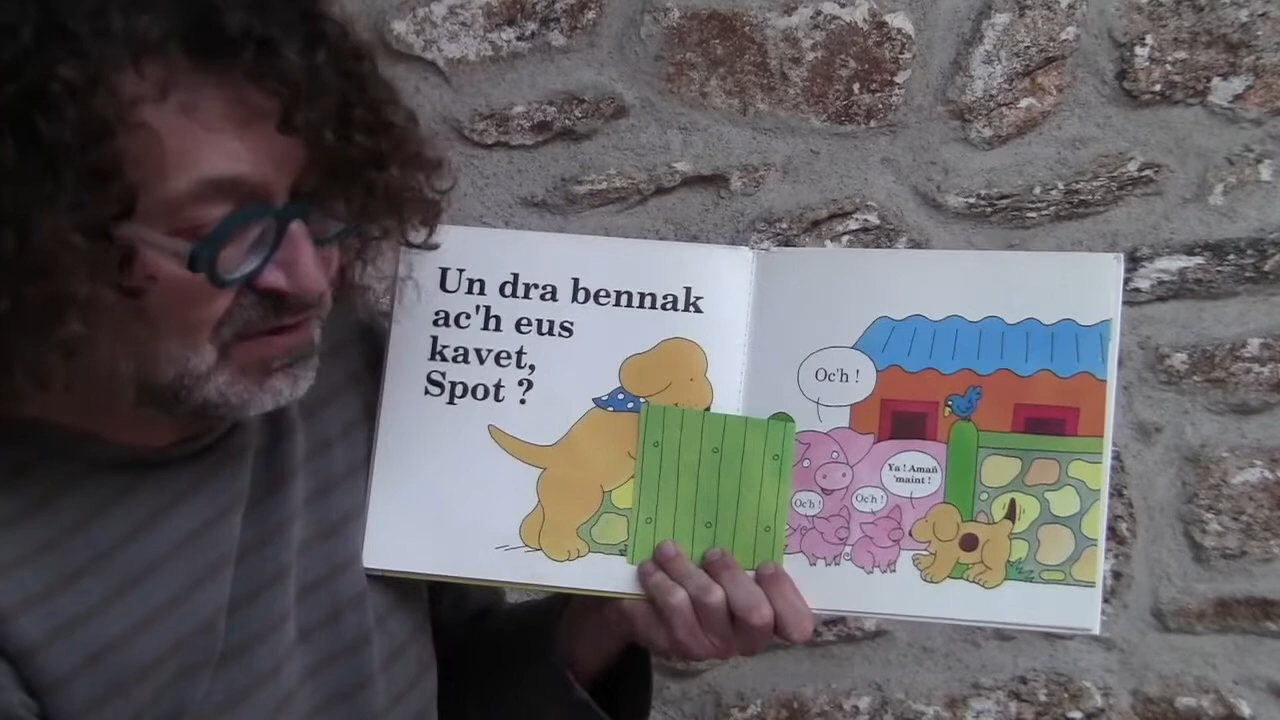 Un dra bennak
ac'h eus
kavet,
Spot ?
Oc'h !
Oc'h !
Oc'h !
Ya ! Amañ
'maint !